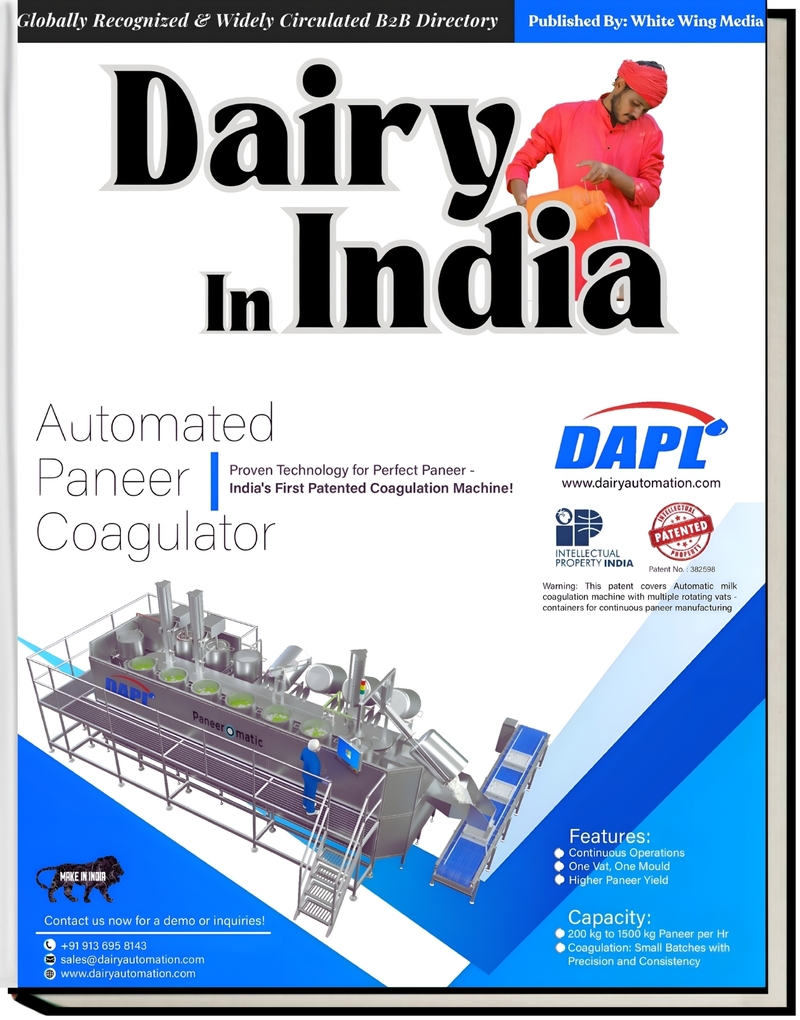 Globally Recognized & Widely Circulated B2B Directory
Published By: White Wing Media
Dairy
In India
Automated
Paneer
Coagulator
Proven Technology for Perfect Paneer -
India's First Patented Coagulation Machine!
DAPL
www.dairyautomation.com
INTELLECTUAL
PROPERTY INDIA
INTELLECTUAL
PATENTED
PROPERTY
Patent No. : 382598
Warning: This patent covers Automatic milk
coagulation machine with multiple rotating vats -
containers for continuous paneer manufacturing
DAPL
PaneerOmatic
Features:
Continuous Operations
One Vat, One Mould
Higher Paneer Yield
Capacity:
200 kg to 1500 kg Paneer per Hr
Coagulation: Small Batches with
Precision and Consistency
MAKE IN INDIA
Contact us now for a demo or inquiries!
+91 913 695 8143
sales@dairyautomation.com
www.dairyautomation.com